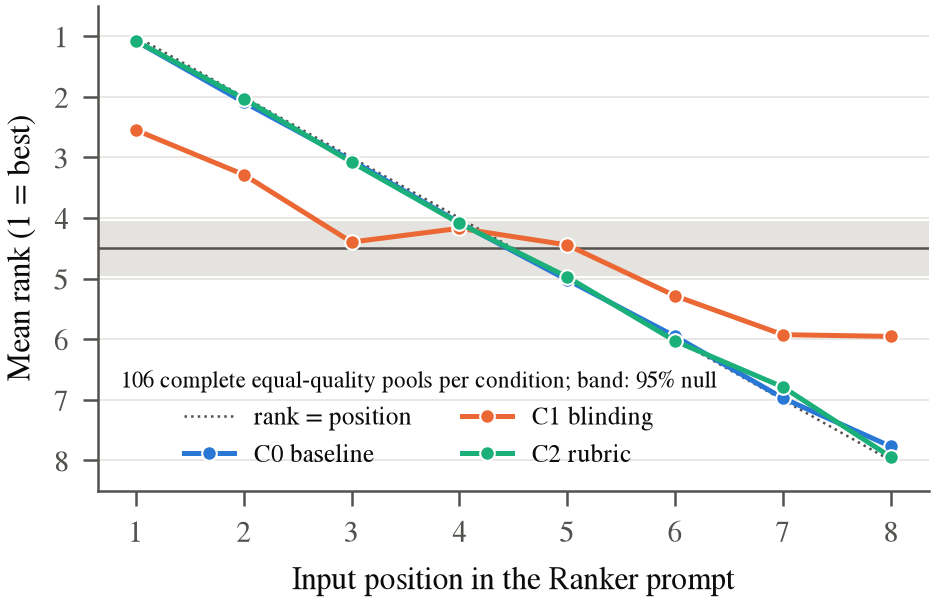 1
2
3
4
5
6
7
8
Mean rank (1 = best)
106 complete equal-quality pools per condition; band: 95% null
rank = position
C1 blinding
C0 baseline
C2 rubric
1 2 3 4 5 6 7 8
Input position in the Ranker prompt